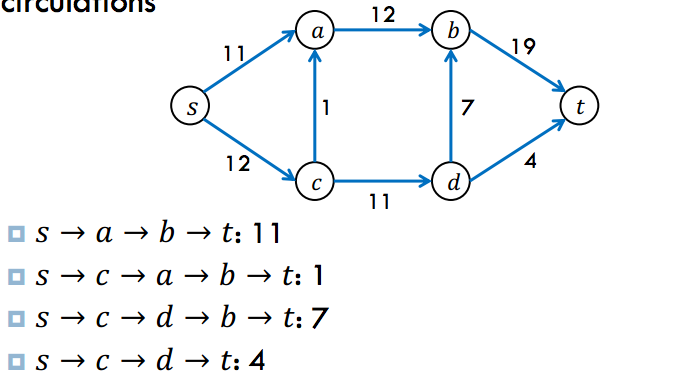 circulations
12
a
b
11
19
s
1
7
t
12
4
c
d
11
s → a → b → t: 11
s → c → a → b → t: 1
s → c → d → b → t: 7
s → c → d → t: 4